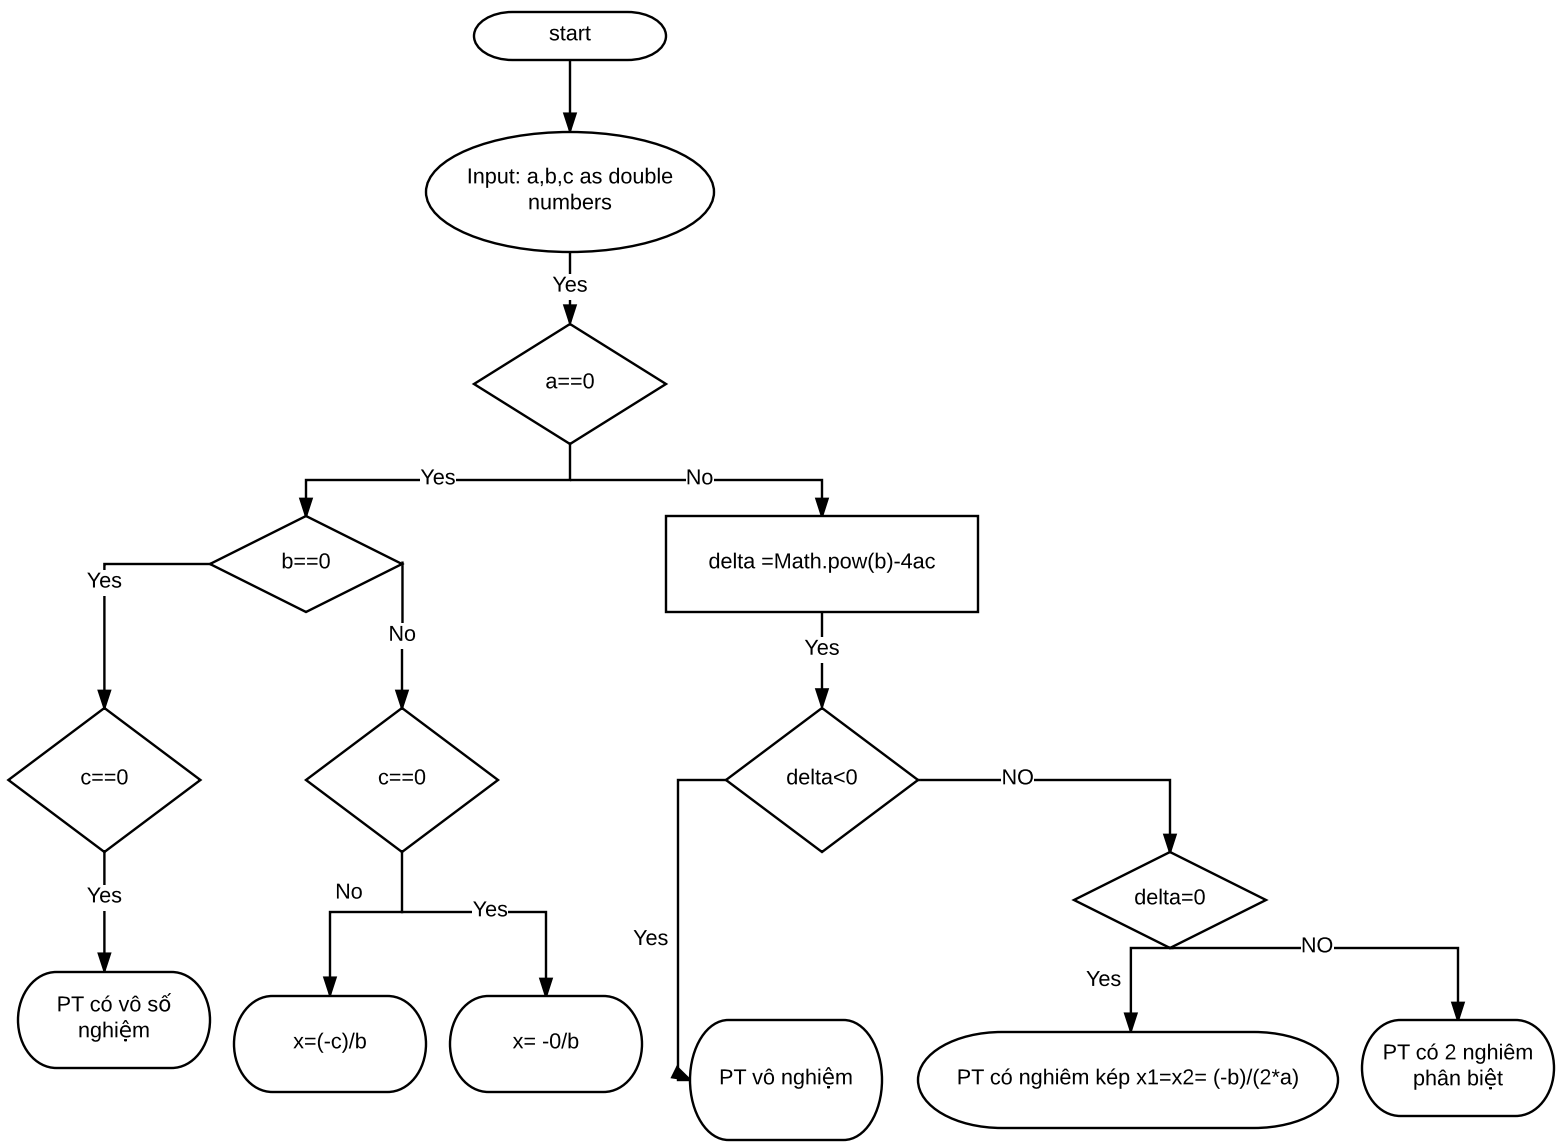 start
Input: a,b,c as double
numbers
Yes
a==0
Yes
No
b==0
delta =Math.pow(b)-4ac
Yes
No
Yes
c==0
c==0
delta<0
NO
Yes
No
Yes
delta=0
Yes
NO
Yes
PT có vô số
nghiệm
x=(-c)/b
x= -0/b
PT vô nghiệm
PT có nghiêm kép x1=x2= (-b)/(2*a)
PT có 2 nghiêm
phân biệt